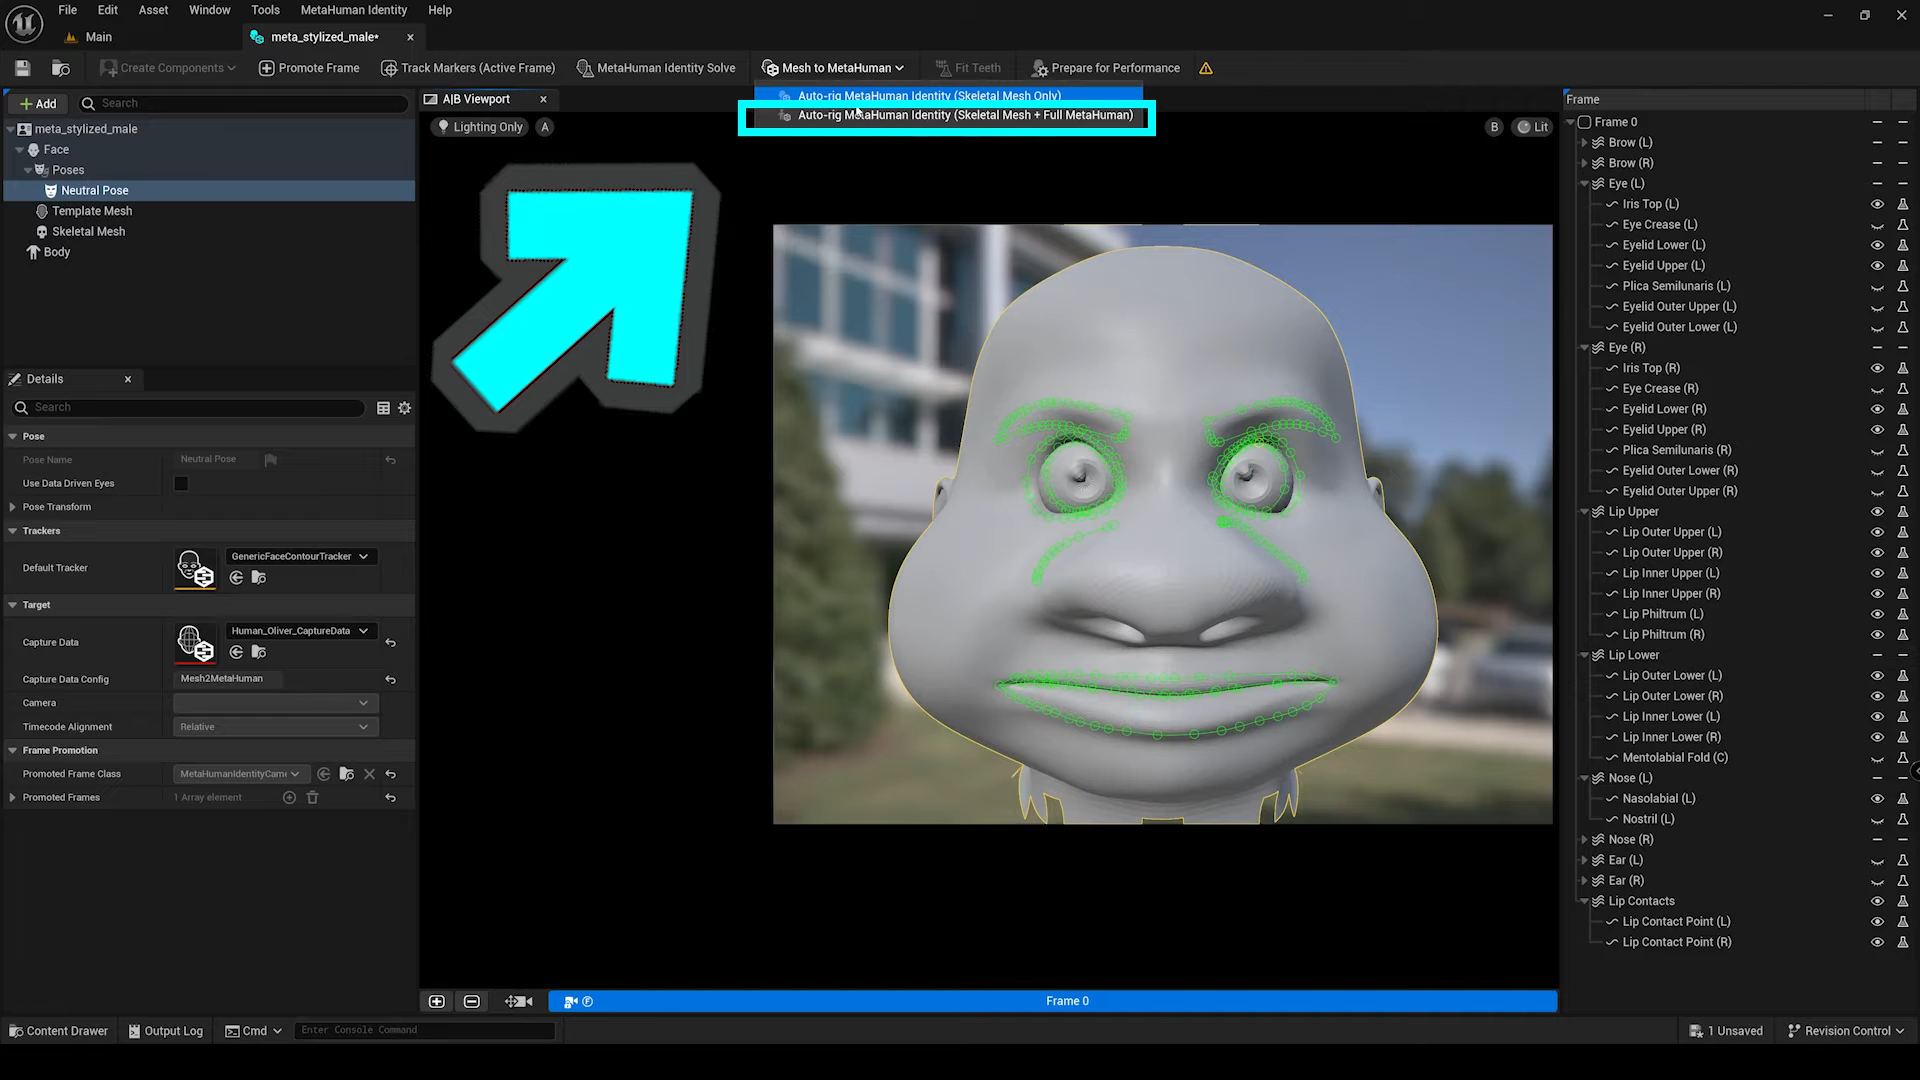 File Edit Asset Window Tools MetaHuman Identity Help
Main
meta_stylized_male*
Create Components
Promote Frame
Track Markers (Active Frame)
MetaHuman Identity Solve
Mesh to MetaHuman
Fit Teeth
Prepare for Performance
Auto-rig MetaHuman Identity (Skeletal Mesh Only)
Auto-rig MetaHuman Identity (Skeletal Mesh + Full MetaHuman)
Add
Search
meta_stylized_male
Face
Poses
Neutral Pose
Template Mesh
Skeletal Mesh
Body
Details
Search
Pose
Pose Name Neutral Pose
Use Data Driven Eyes
Pose Transform
Trackers
Default Tracker GenericFaceContourTracker
Target
Capture Data Human_Oliver_CaptureData
Capture Data Config Mesh2MetaHuman
Camera
Timecode Alignment Relative
Frame Promotion
Promoted Frame Class MetaHumanIdentityCame
Promoted Frames 1 Array element
A|B Viewport
Lighting Only A
B Lit
Frame 0
Frame
Frame 0
Brow (L)
Brow (R)
Eye (L)
Iris Top (L)
Eye Crease (L)
Eyelid Lower (L)
Eyelid Upper (L)
Plica Semilunaris (L)
Eyelid Outer Upper (L)
Eyelid Outer Lower (L)
Eye (R)
Iris Top (R)
Eye Crease (R)
Eyelid Lower (R)
Eyelid Upper (R)
Plica Semilunaris (R)
Eyelid Outer Lower (R)
Eyelid Outer Upper (R)
Lip Upper
Lip Outer Upper (L)
Lip Outer Upper (R)
Lip Inner Upper (L)
Lip Inner Upper (R)
Lip Philtrum (L)
Lip Philtrum (R)
Lip Lower
Lip Outer Lower (L)
Lip Outer Lower (R)
Lip Inner Lower (L)
Lip Inner Lower (R)
Mentolabial Fold (C)
Nose (L)
Nasolabial (L)
Nostril (L)
Nose (R)
Ear (L)
Ear (R)
Lip Contacts
Lip Contact Point (L)
Lip Contact Point (R)
Content Drawer
Output Log
Cmd
Enter Console Command
1 Unsaved
Revision Control